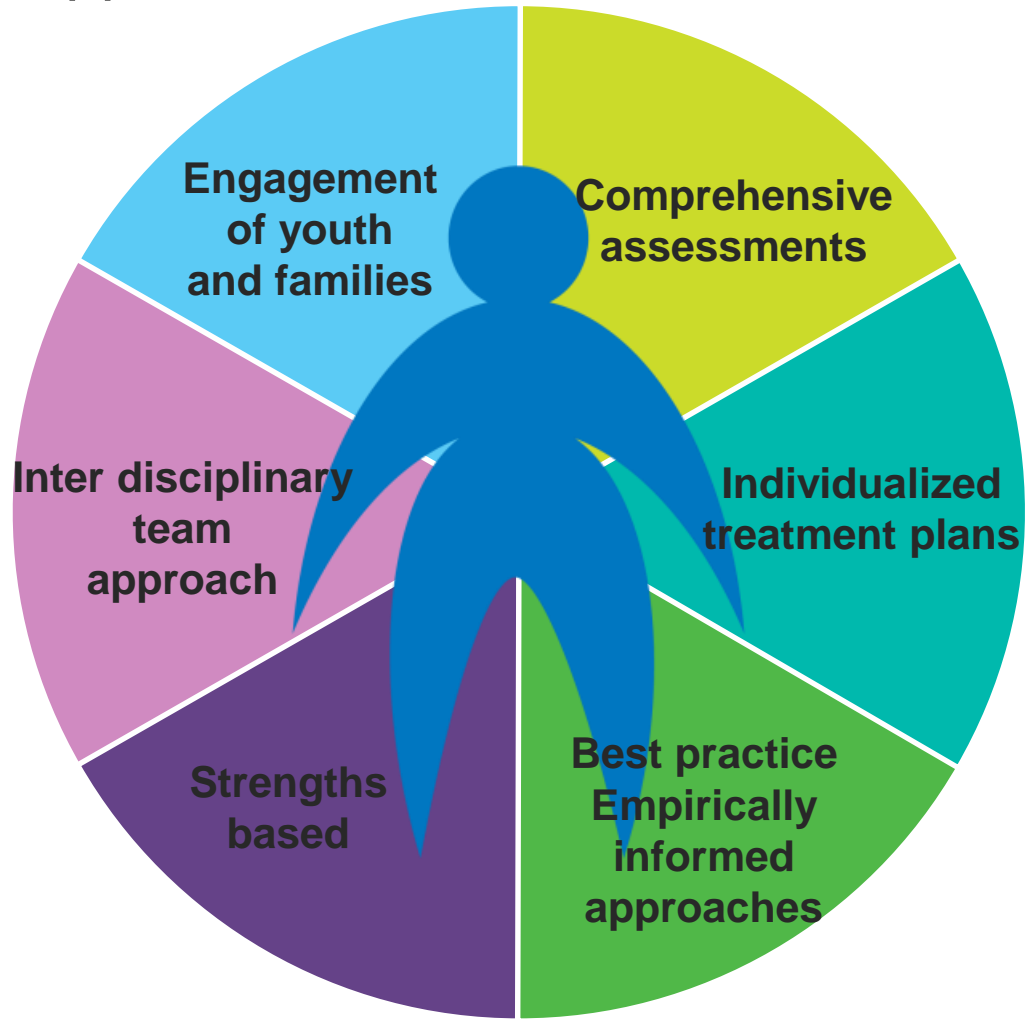 Engagement
of youth
and families
Comprehensive
assessments
Individualized
treatment plans
Best practice
Empirically
informed
approaches
Strengths
based
Inter disciplinary
team
approach